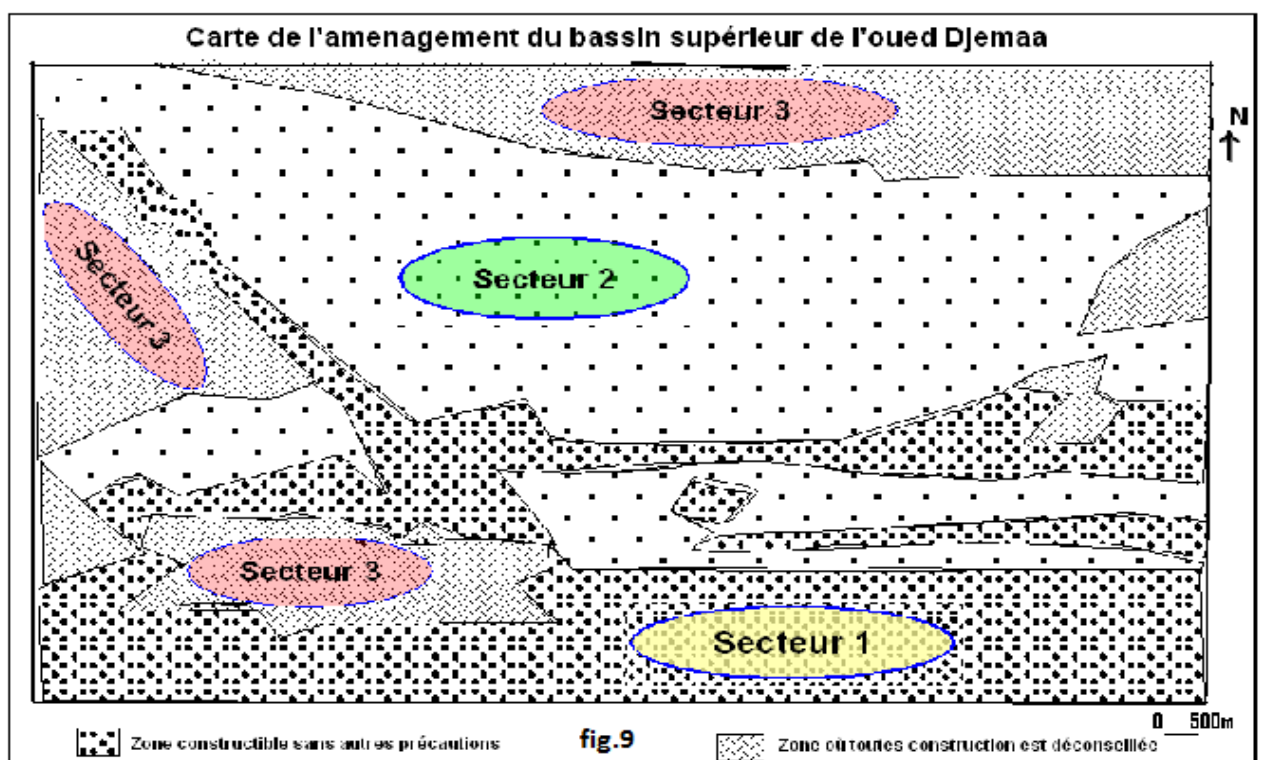 Carte de l'amenagement du bassin supérieur de l'oued Djemaa
Secteur 3
N
Secteur 3
Secteur 2
Secteur 3
Secteur 1
0 500m
Zone constructible sans autres précautions
fig.9
Zone où toutes construction est déconseillée